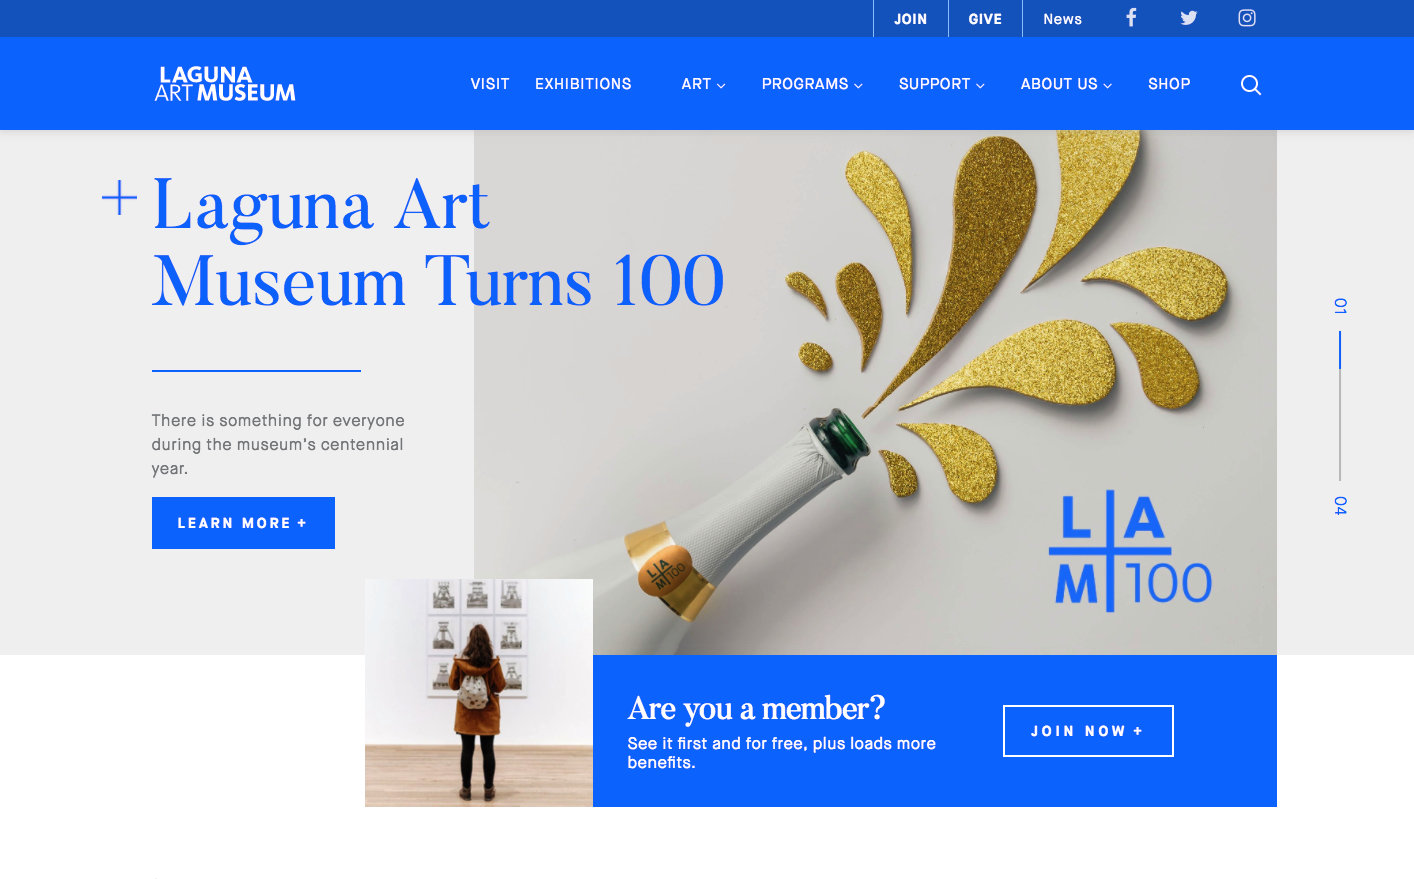 JOIN
GIVE
News
LAGUNA
ART MUSEUM
VISIT
EXHIBITIONS
ART
PROGRAMS
SUPPORT
ABOUT US
SHOP
Laguna Art
Museum Turns 100
There is something for everyone
during the museum's centennial
year.
LEARN MORE +
L A
M 100
L A
M 100
01
04
Are you a member?
See it first and for free, plus loads more
benefits.
JOIN NOW +